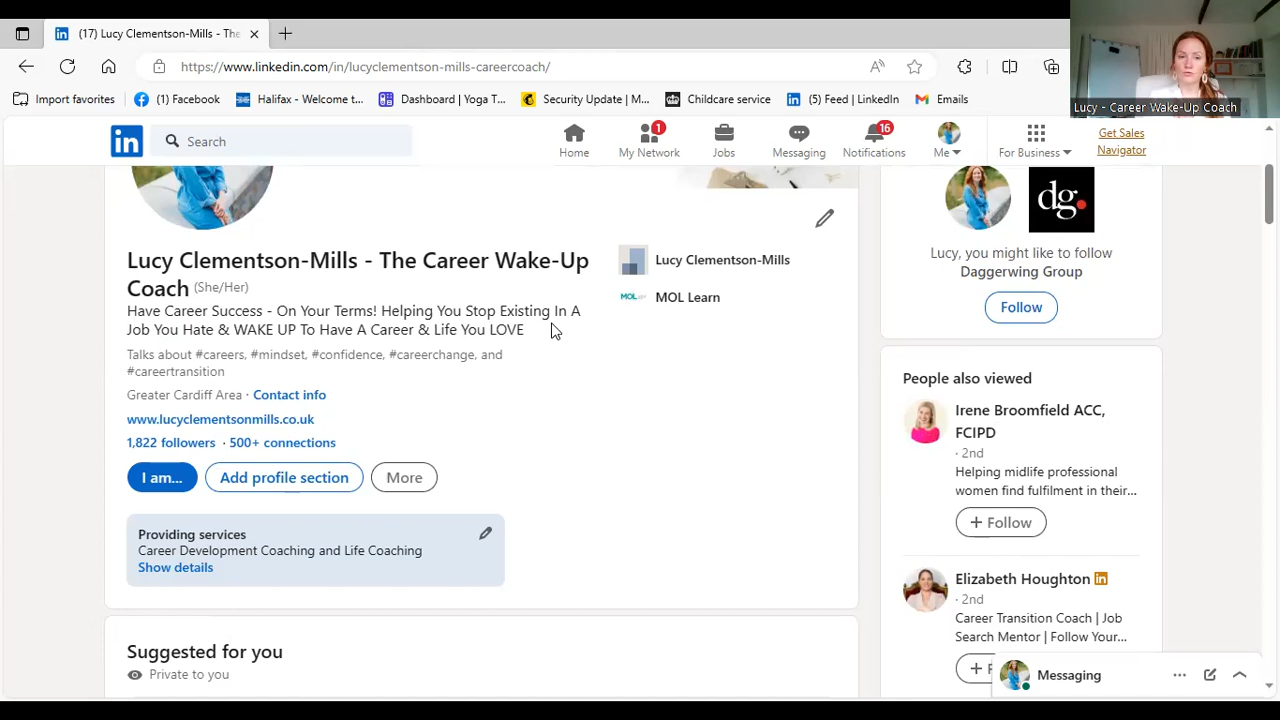 (17) Lucy Clementson-Mills - The
https://www.linkedin.com/in/lucyclementson-mills-careercoach/
Lucy - Career Wake-Up Coach
Import favorites
(1) Facebook
Halifax - Welcome t...
Dashboard | Yoga T...
Security Update | M...
Childcare service
(5) Feed | LinkedIn
Emails
in
Search
Home
1
My Network
Jobs
Messaging
16
Notifications
Me
For Business
Get Sales
Navigator
Lucy Clementson-Mills - The Career Wake-Up
Coach (She/Her)
Have Career Success - On Your Terms! Helping You Stop Existing In A
Job You Hate & WAKE UP To Have A Career & Life You LOVE
Talks about #careers, #mindset, #confidence, #careerchange, and
#careertransition
Greater Cardiff Area · Contact info
www.lucyclementsonmills.co.uk
1,822 followers · 500+ connections
I am...
Add profile section
More
Providing services
Career Development Coaching and Life Coaching
Show details
Suggested for you
Private to you
Lucy Clementson-Mills
MOL
MOL Learn
dg.
Lucy, you might like to follow
Daggerwing Group
Follow
People also viewed
Irene Broomfield ACC,
FCIPD
· 2nd
Helping midlife professional
women find fulfilment in their...
+ Follow
Elizabeth Houghton in
· 2nd
Career Transition Coach | Job
Search Mentor | Follow Your...
+ F
Messaging